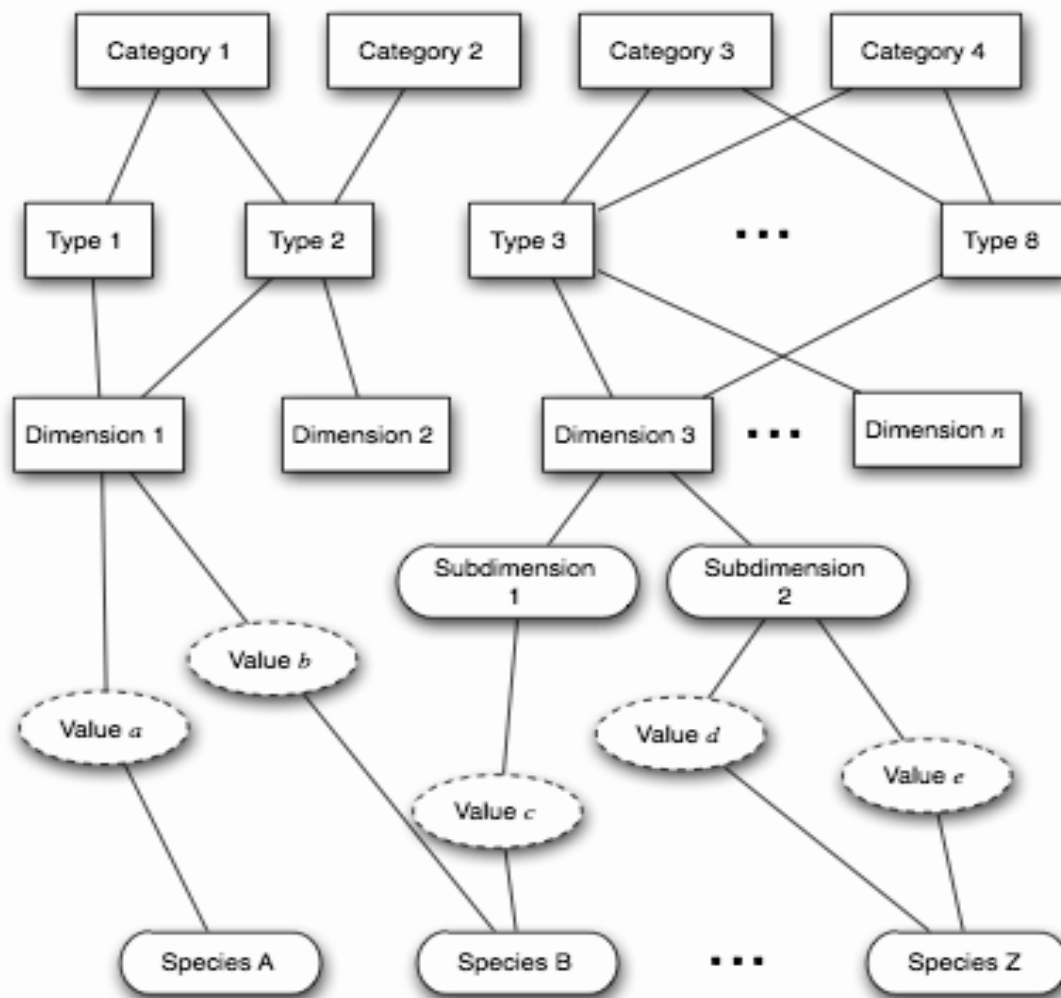 Category 1
Category 2
Category 3
Category 4
Type 1
Type 2
Type 3
...
Type 8
Dimension 1
Dimension 2
Dimension 3
...
Dimension n
Subdimension
1
Subdimension
2
Value b
Value a
Value d
Value e
Value c
Species A
Species B
...
Species Z